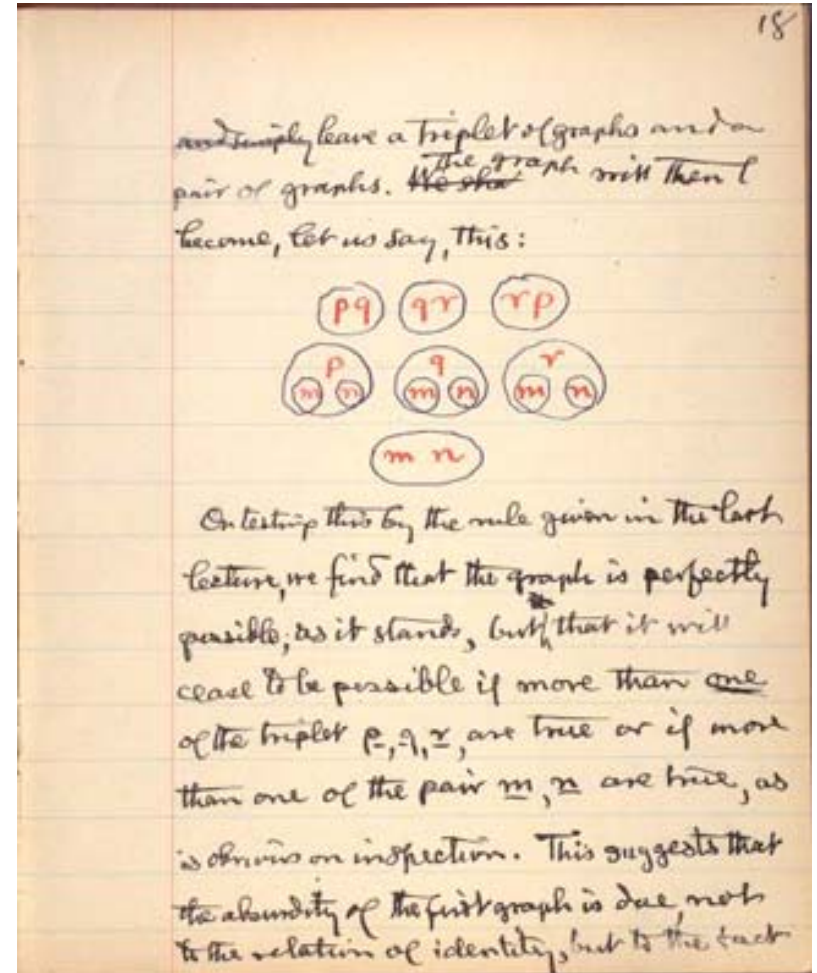 18
and simply leave a triplet of graphs and a
pair of graphs. We sha The graph will then
become, let us say, this:
pq qr rp
p q r
m n m n m n
m n
On testing this by the rule given in the last
lecture, we find that the graph is perfectly
possible, as it stands, but that it will
cease to be possible if more than one
of the triplet p, q, r, are true or if more
than one of the pair m, n are true, as
is obvious on inspection. This suggests that
the absurdity of the first graph is due, not
to the relation of identity, but to the fact